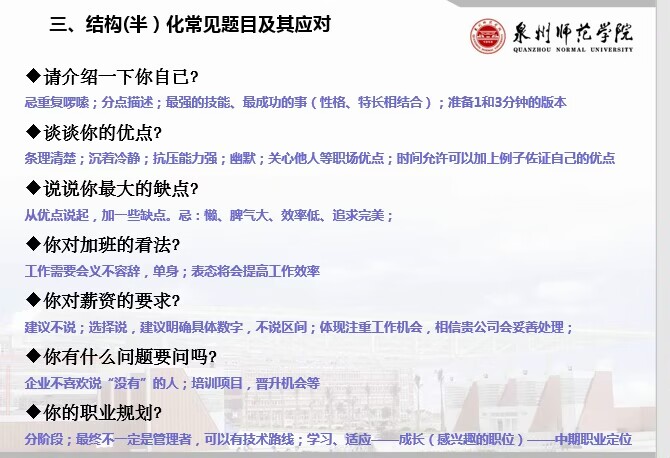 三、结构(半）化常见题目及其应对
泉州师范学院
QUANZHOU NORMAL UNIVERSITY
◆请介绍一下你自已?
忌重复啰嗦；分点描述；最强的技能、最成功的事（性格、特长相结合）；准备1和3分钟的版本
◆谈谈你的优点?
条理清楚；沉着冷静；抗压能力强；幽默；关心他人等职场优点；时间允许可以加上例子佐证自己的优点
◆说说你最大的缺点?
从优点说起，加一些缺点。忌：懒、脾气大、效率低、追求完美；
◆你对加班的看法?
工作需要会义不容辞，单身；表态将会提高工作效率
◆你对薪资的要求?
建议不说；选择说，建议明确具体数字，不说区间；体现注重工作机会，相信贵公司会妥善处理；
◆你有什么问题要问吗?
企业不喜欢说“没有”的人；培训项目，晋升机会等
◆你的职业规划?
分阶段；最终不一定是管理者，可以有技术路线；学习、适应——成长（感兴趣的职位）——中期职业定位